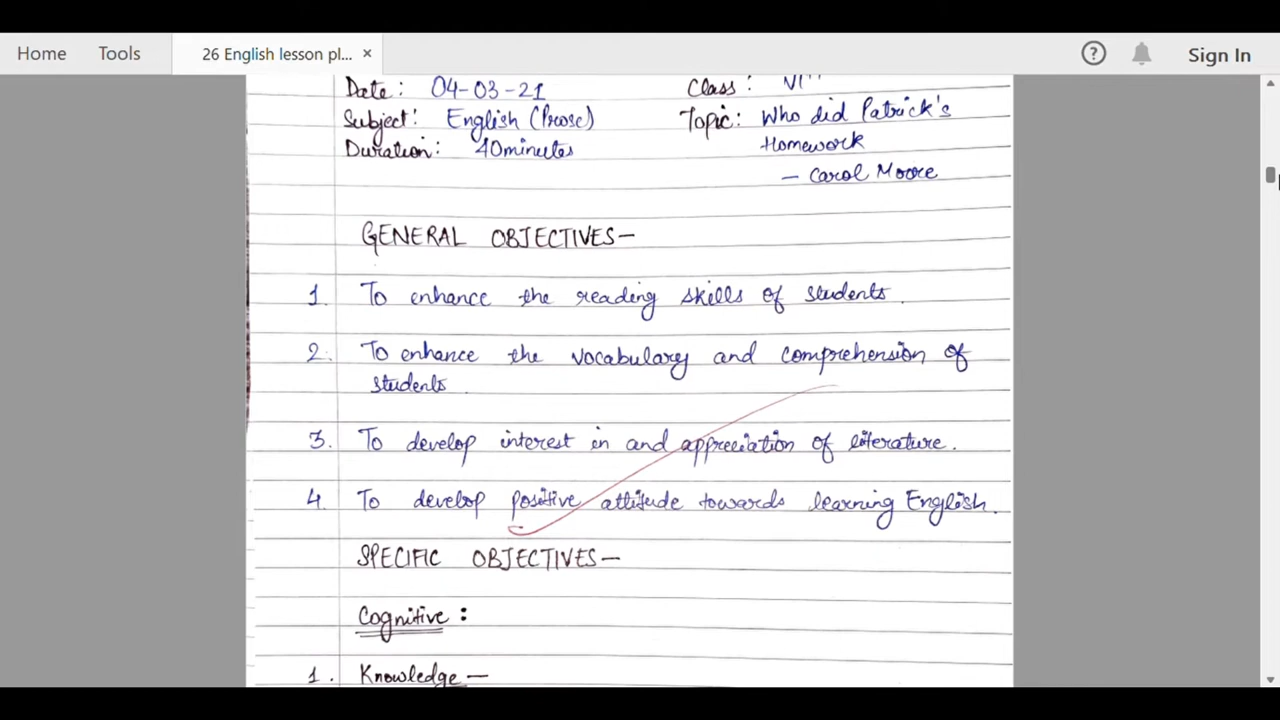 Home Tools 26 English lesson pl... × ? Sign In
Date: 04-03-21 Class: VIth
Subject: English (Prose) Topic: Who did Patrick's
Duration: 40minutes Homework
— Carol Moore
GENERAL OBJECTIVES—
1. To enhance the reading skills of students.
2. To enhance the vocabulary and comprehension of
students.
3. To develop interest in and appreciation of literature.
4. To develop positive attitude towards learning English.
SPECIFIC OBJECTIVES—
Cognitive :
1. Knowledge —